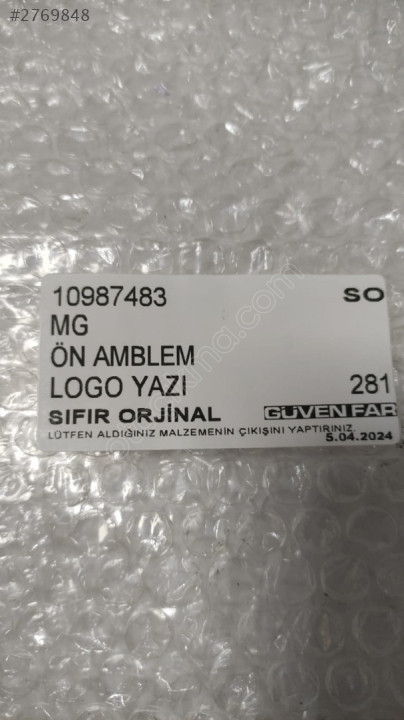 #2769848
10987483 SO
MG
ÖN AMBLEM
LOGO YAZI 281
SIFIR ORJİNAL GÜVEN FAR
LÜTFEN ALDIĞINIZ MALZEMENİN ÇIKIŞINI YAPTIRINIZ
5.04.2024